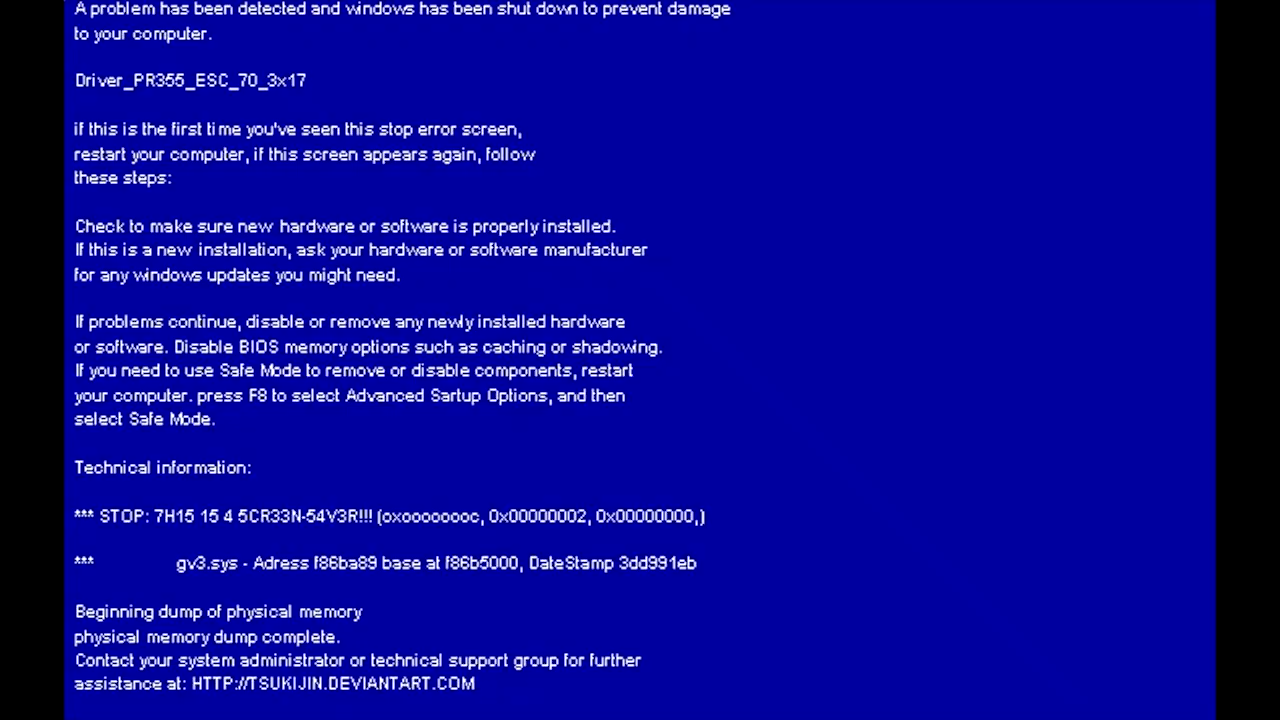 A problem has been detected and windows has been shut down to prevent damage
to your computer.
Driver_PR355_ESC_70_3x17
if this is the first time you've seen this stop error screen,
restart your computer, if this screen appears again, follow
these steps:
Check to make sure new hardware or software is properly installed.
If this is a new installation, ask your hardware or software manufacturer
for any windows updates you might need.
If problems continue, disable or remove any newly installed hardware
or software. Disable BIOS memory options such as caching or shadowing.
If you need to use Safe Mode to remove or disable components, restart
your computer. press F8 to select Advanced Sartup Options, and then
select Safe Mode.
Technical information:
*** STOP: 7H15 15 4 5CR33N-54V3R!!! (oxoooooooc, 0x00000002, 0x00000000,)
*** gv3.sys - Adress f86ba89 base at f86b5000, DateStamp 3dd991eb
Beginning dump of physical memory
physical memory dump complete.
Contact your system administrator or technical support group for further
assistance at: HTTP://TSUKIJIN.DEVIANTART.COM